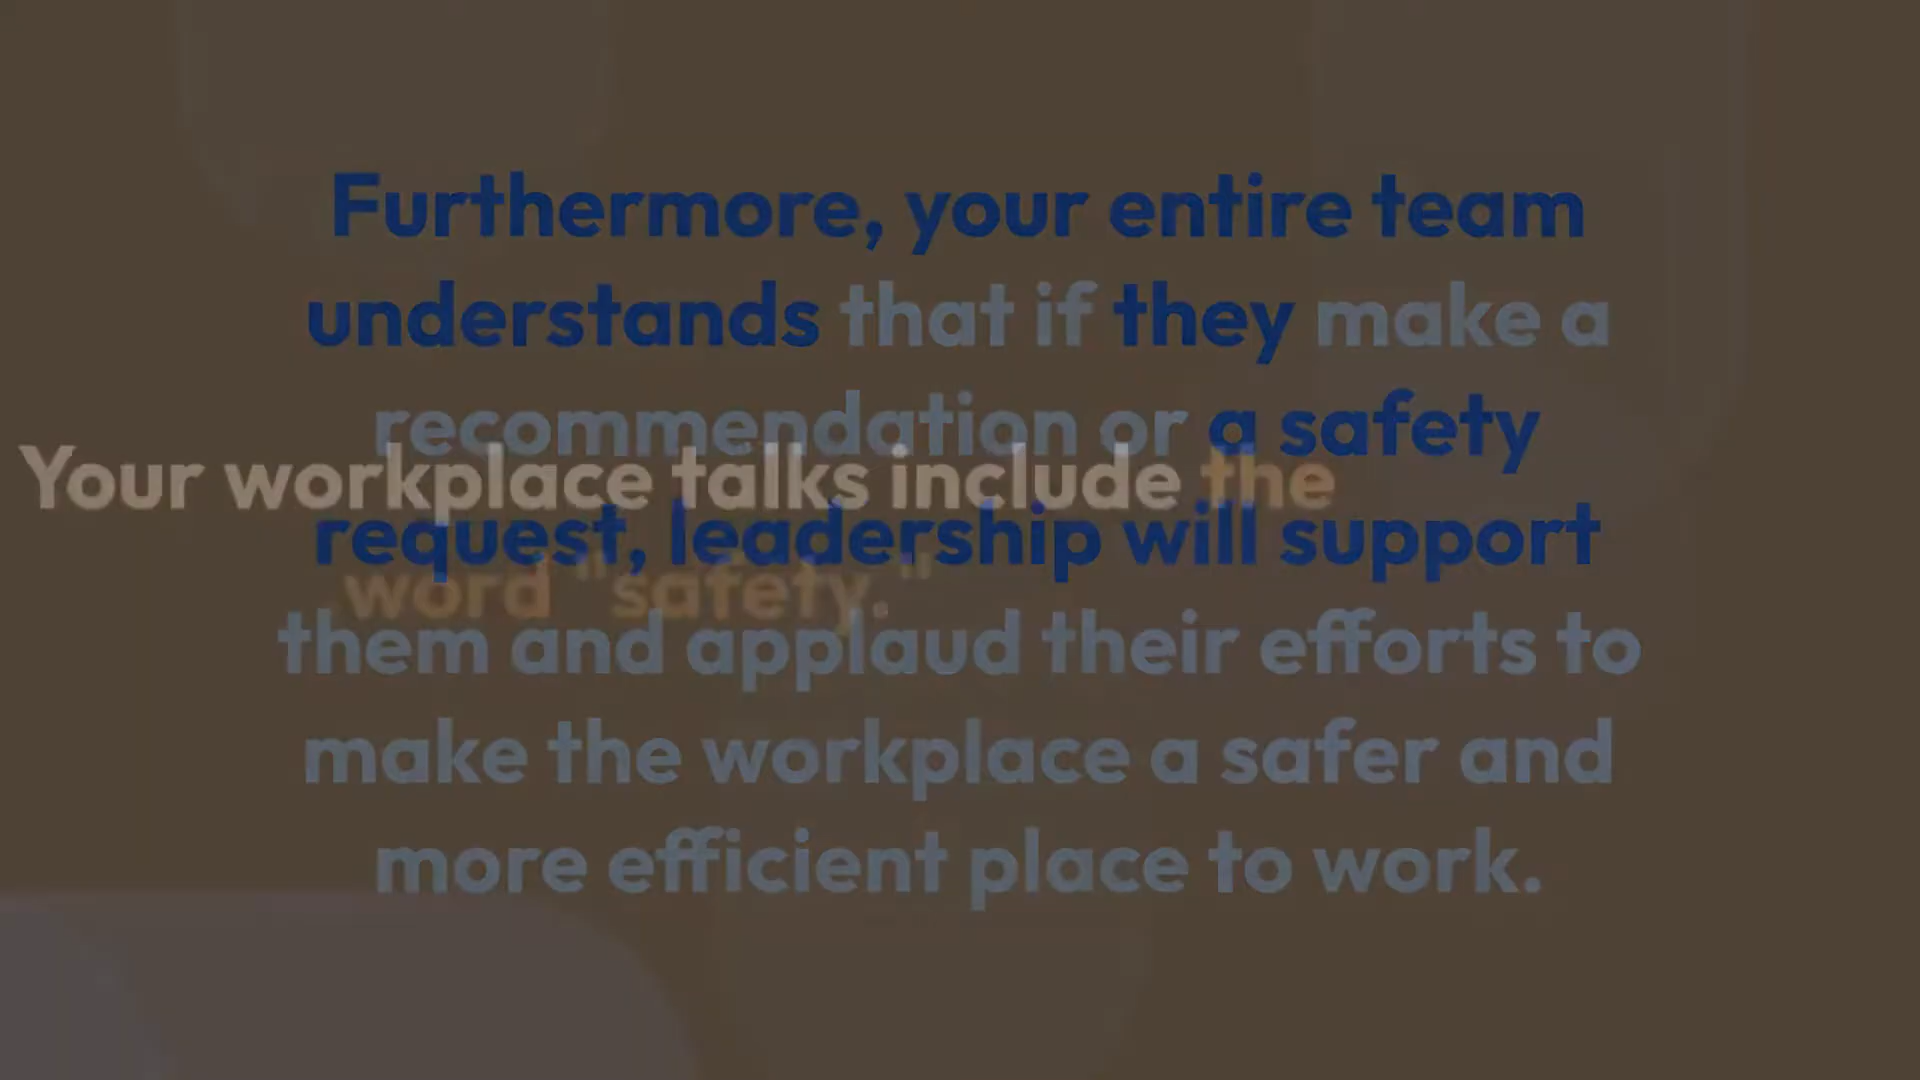 Furthermore, your entire team
understands that if they make a
recommendation or a safety
request, leadership will support
them and applaud their efforts to
make the workplace a safer and
more efficient place to work.
Your workplace talks include the
word "safety."